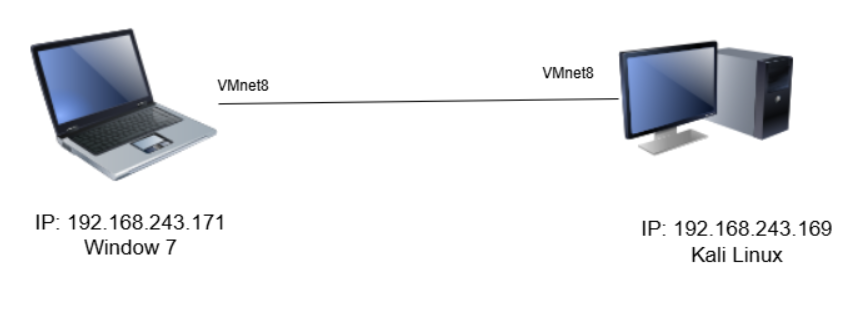 VMnet8
VMnet8
IP: 192.168.243.171
Window 7
IP: 192.168.243.169
Kali Linux